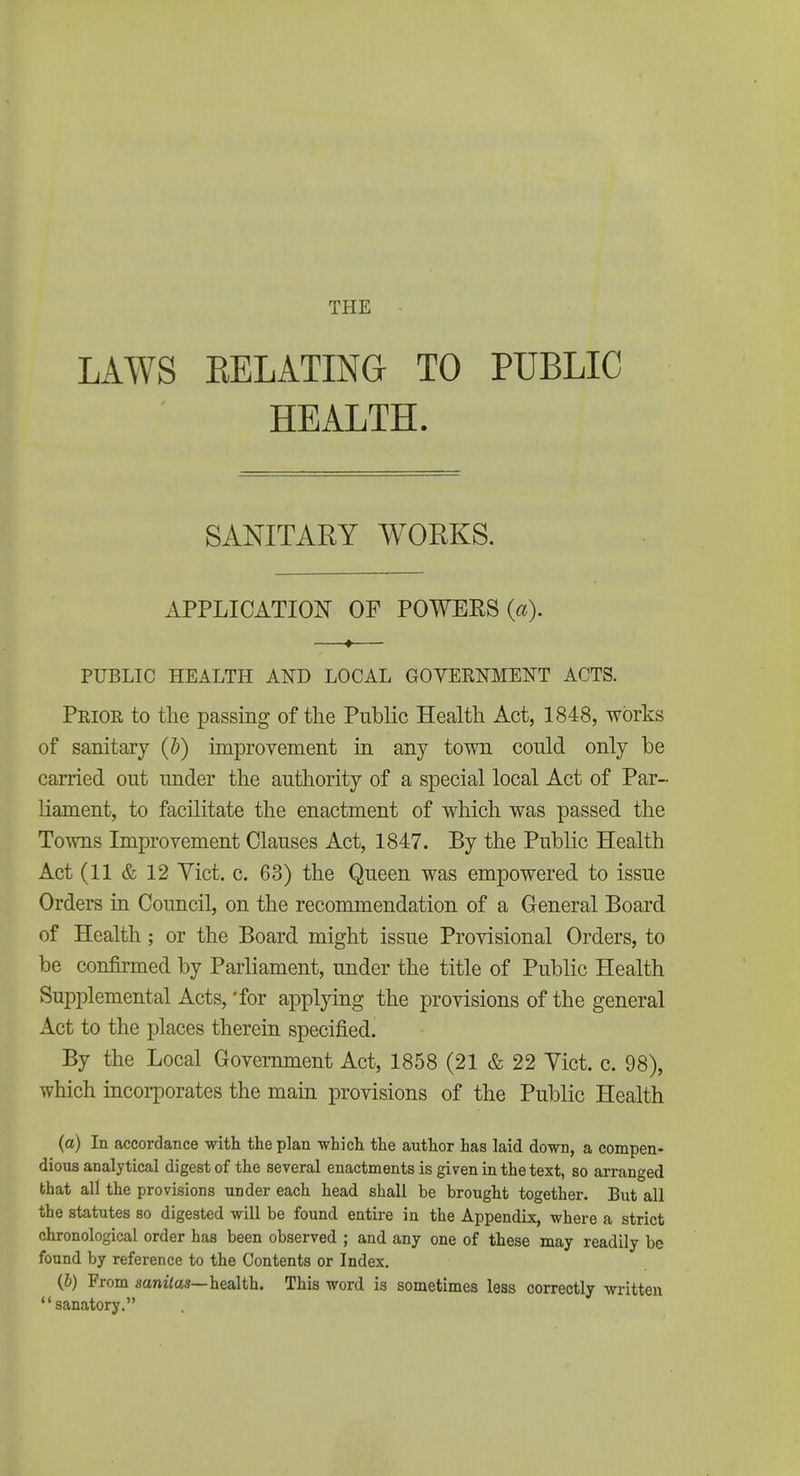 THE
LAWS RELATING TO PUBLIC
HEALTH.
SANITARY WORKS.
APPLICATION OF POWERS (a).
PUBLIC HEALTH AND LOCAL GOVERNMENT ACTS.
PRIOR to the passing of the Public Health Act, 1848, works
of sanitary (b) improvement in any town could only be
carried out under the authority of a special local Act of Par-
liament, to facilitate the enactment of which was passed the
Towns Improvement Clauses Act, 1847. By the Public Health
Act (11 & 12 Vict. c. 63) the Queen was empowered to issue
Orders in Council, on the recommendation of a General Board
of Health ; or the Board might issue Provisional Orders, to
be confirmed by Parliament, under the title of Public Health
Supplemental Acts, 'for applying the provisions of the general
Act to the places therein specified.
By the Local Government Act, 1858 (21 & 22 Vict. c. 98),
which incorporates the main provisions of the Public Health
(a) In accordance with the plan which the author has laid down, a compen-
dious analytical digest of the several enactments is given in the text, so arranged
that all the provisions under each head shall be brought together. But all
the statutes so digested will be found entire in the Appendix, where a strict
chronological order has been observed ; and any one of these may readily be
found by reference to the Contents or Index.
(b) From sanitas—health. This word is sometimes less correctly written
"sanatory."